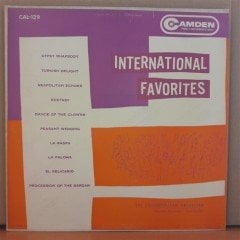 CAL-129
CAMDEN
INTERNATIONAL
FAVORITES
GYPSY RHAPSODY
TURKISH DELIGHT
NEAPOLITAN ECHOES
ECSTASY
DANCE OF THE CLOWNS
PEASANT WEDDING
LA RASPA
LA PALOMA
EL RELICARIO
PROCESSION OF THE SARDAR